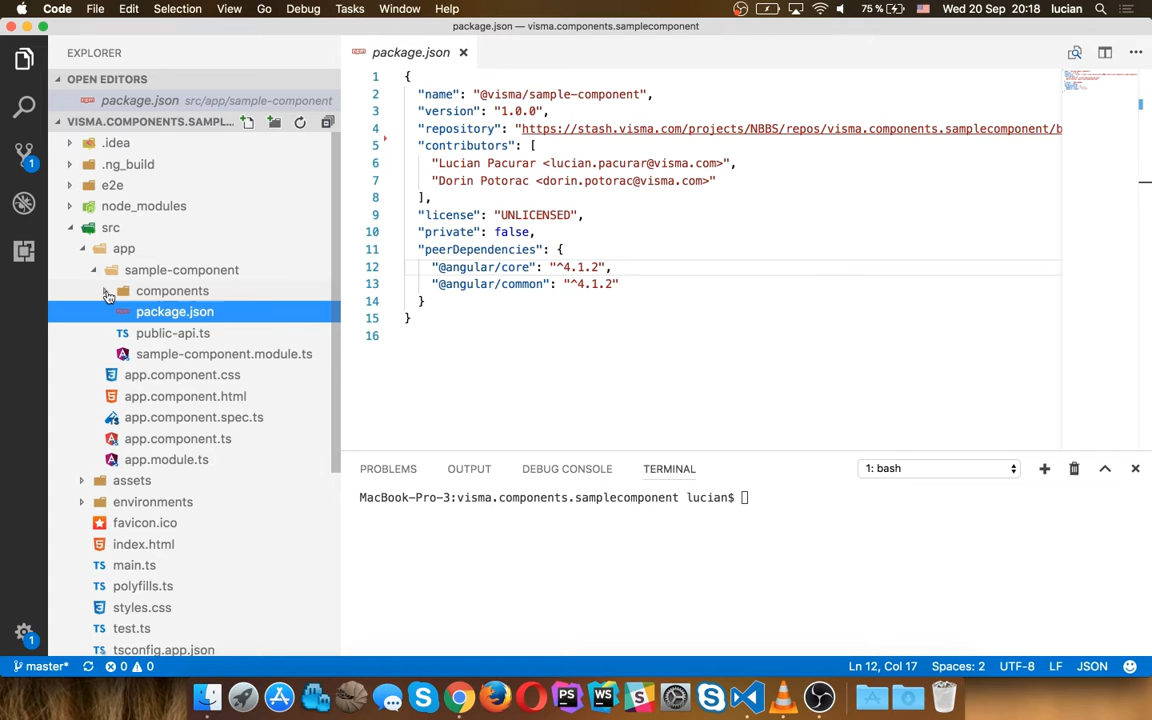 Code File Edit Selection View Go Debug Tasks Window Help 75 % Wed 20 Sep 20:18 lucian
package.json — visma.components.samplecomponent
EXPLORER
OPEN EDITORS
package.json src/app/sample-component
VISMA.COMPONENTS.SAMPL...
.idea
.ng_build
e2e
node_modules
src
app
sample-component
components
package.json
TS public-api.ts
sample-component.module.ts
app.component.css
app.component.html
app.component.spec.ts
app.component.ts
app.module.ts
assets
environments
favicon.ico
index.html
TS main.ts
TS polyfills.ts
styles.css
TS test.ts
tsconfig.app.json
1
1
package.json
1 {
2 "name": "@visma/sample-component",
3 "version": "1.0.0",
4 "repository": "https://stash.visma.com/projects/NBBS/repos/visma.components.samplecomponent/b
5 "contributors": [
6 "Lucian Pacurar <lucian.pacurar@visma.com>",
7 "Dorin Potorac <dorin.potorac@visma.com>"
8 ],
9 "license": "UNLICENSED",
10 "private": false,
11 "peerDependencies": {
12 "@angular/core": "^4.1.2",
13 "@angular/common": "^4.1.2"
14 }
15 }
16
PROBLEMS OUTPUT DEBUG CONSOLE TERMINAL 1: bash
MacBook-Pro-3:visma.components.samplecomponent lucian$
master* 0 0 Ln 12, Col 17 Spaces: 2 UTF-8 LF JSON
PS WS